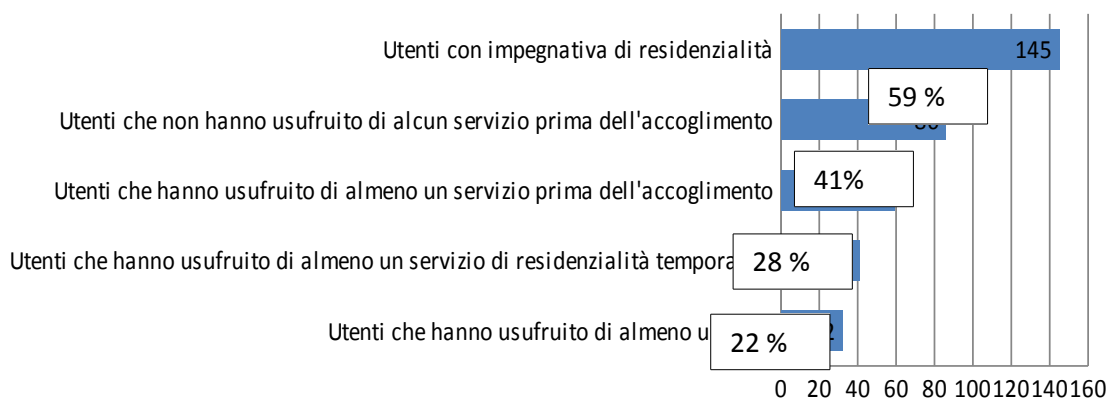 Utenti con impegnativa di residenzialità
145
59 %
Utenti che non hanno usufruito di alcun servizio prima dell'accoglimento
Utenti che hanno usufruito di almeno un servizio prima dell'accoglimento
41%
Utenti che hanno usufruito di almeno un servizio di residenzialità
28 %
Utenti che hanno usufruito di almeno
22 %
0 20 40 60 80 100 120 140 160